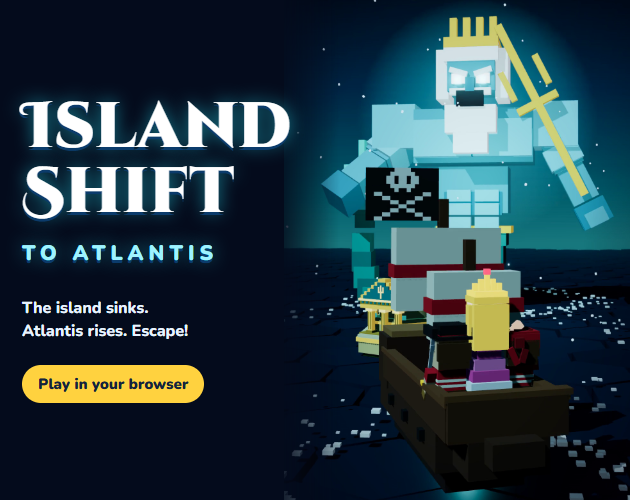 ISLAND
SHIFT
TO ATLANTIS
The island sinks.
Atlantis rises. Escape!
Play in your browser